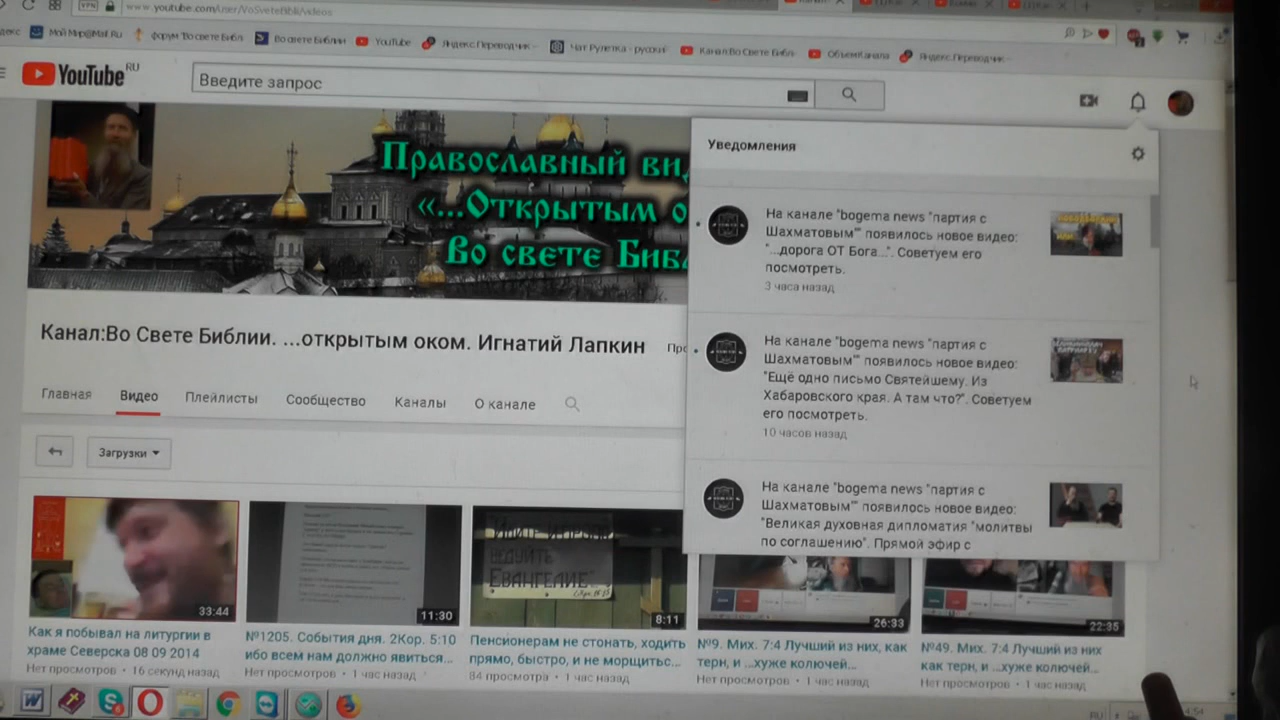 www.youtube.com/user/VoSveteBibli/videos
Мой Мир@Mail.Ru
форум "Во свете Библ
Во свете Библии
YouTube
Яндекс.Переводчик –
Чат Рулетка - русски
Канал:Во Свете Библ
ОбъемКанала
Яндекс.Переводчик –
YouTube RU
Введите запрос
Православный вид
«...Открытым о
Во свете Библ
Уведомления
На канале "bogema news "партия с
Шахматовым"" появилось новое видео:
"...дорога ОТ Бога...". Советуем его
посмотреть.
3 часа назад
На канале "bogema news "партия с
Шахматовым"" появилось новое видео:
"Ещё одно письмо Святейшему. Из
Хабаровского края. А там что?". Советуем
его посмотреть.
10 часов назад
На канале "bogema news "партия с
Шахматовым"" появилось новое видео:
"Великая духовная дипломатия "молитвы
по соглашению". Прямой эфир с
Канал:Во Свете Библии. ...открытым оком. Игнатий Лапкин
Про
Главная Видео Плейлисты Сообщество Каналы О канале
Загрузки
ЕВАНГЕЛИЕ
33:44
11:30
8:11
26:33
22:35
Как я побывал на литургии в
храме Северска 08 09 2014
Нет просмотров • 16 секунд назад
№1205. События дня. 2Кор. 5:10
ибо всем нам должно явиться...
Нет просмотров • 1 час назад
Пенсионерам не стонать, ходить
прямо, быстро, и не морщитьс...
84 просмотра • 1 час назад
№9. Мих. 7:4 Лучший из них, как
терн, и ...хуже колючей...
Нет просмотров • 1 час назад
№49. Мих. 7:4 Лучший из них
как терн, и ...хуже колючей...
Нет просмотров • 1 час назад
RU